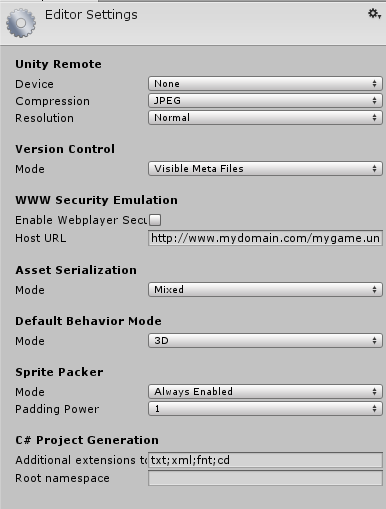 Editor Settings
Unity Remote
Device None
Compression JPEG
Resolution Normal
Version Control
Mode Visible Meta Files
WWW Security Emulation
Enable Webplayer Secu
Host URL http://www.mydomain.com/mygame.un
Asset Serialization
Mode Mixed
Default Behavior Mode
Mode 3D
Sprite Packer
Mode Always Enabled
Padding Power 1
C# Project Generation
Additional extensions to txt;xml;fnt;cd
Root namespace